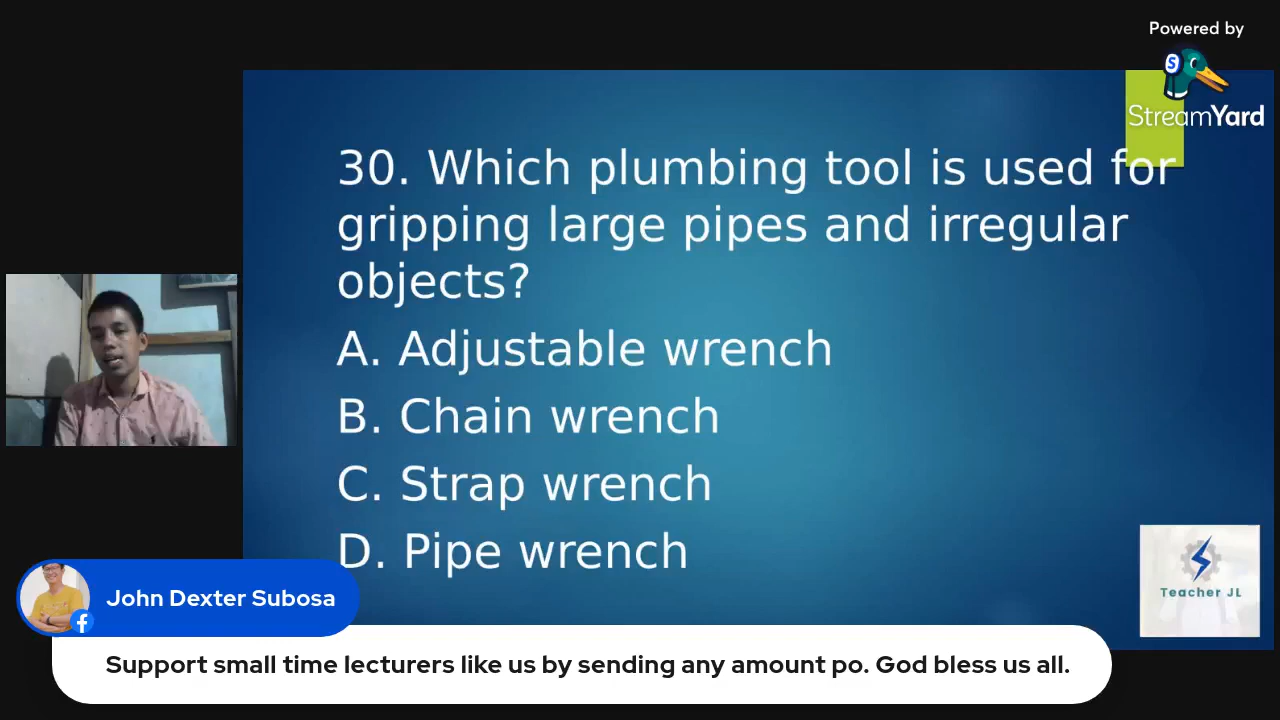 Powered by
StreamYard
30. Which plumbing tool is used for
gripping large pipes and irregular
objects?
A. Adjustable wrench
B. Chain wrench
C. Strap wrench
D. Pipe wrench
Teacher JL
John Dexter Subosa
Support small time lecturers like us by sending any amount po. God bless us all.